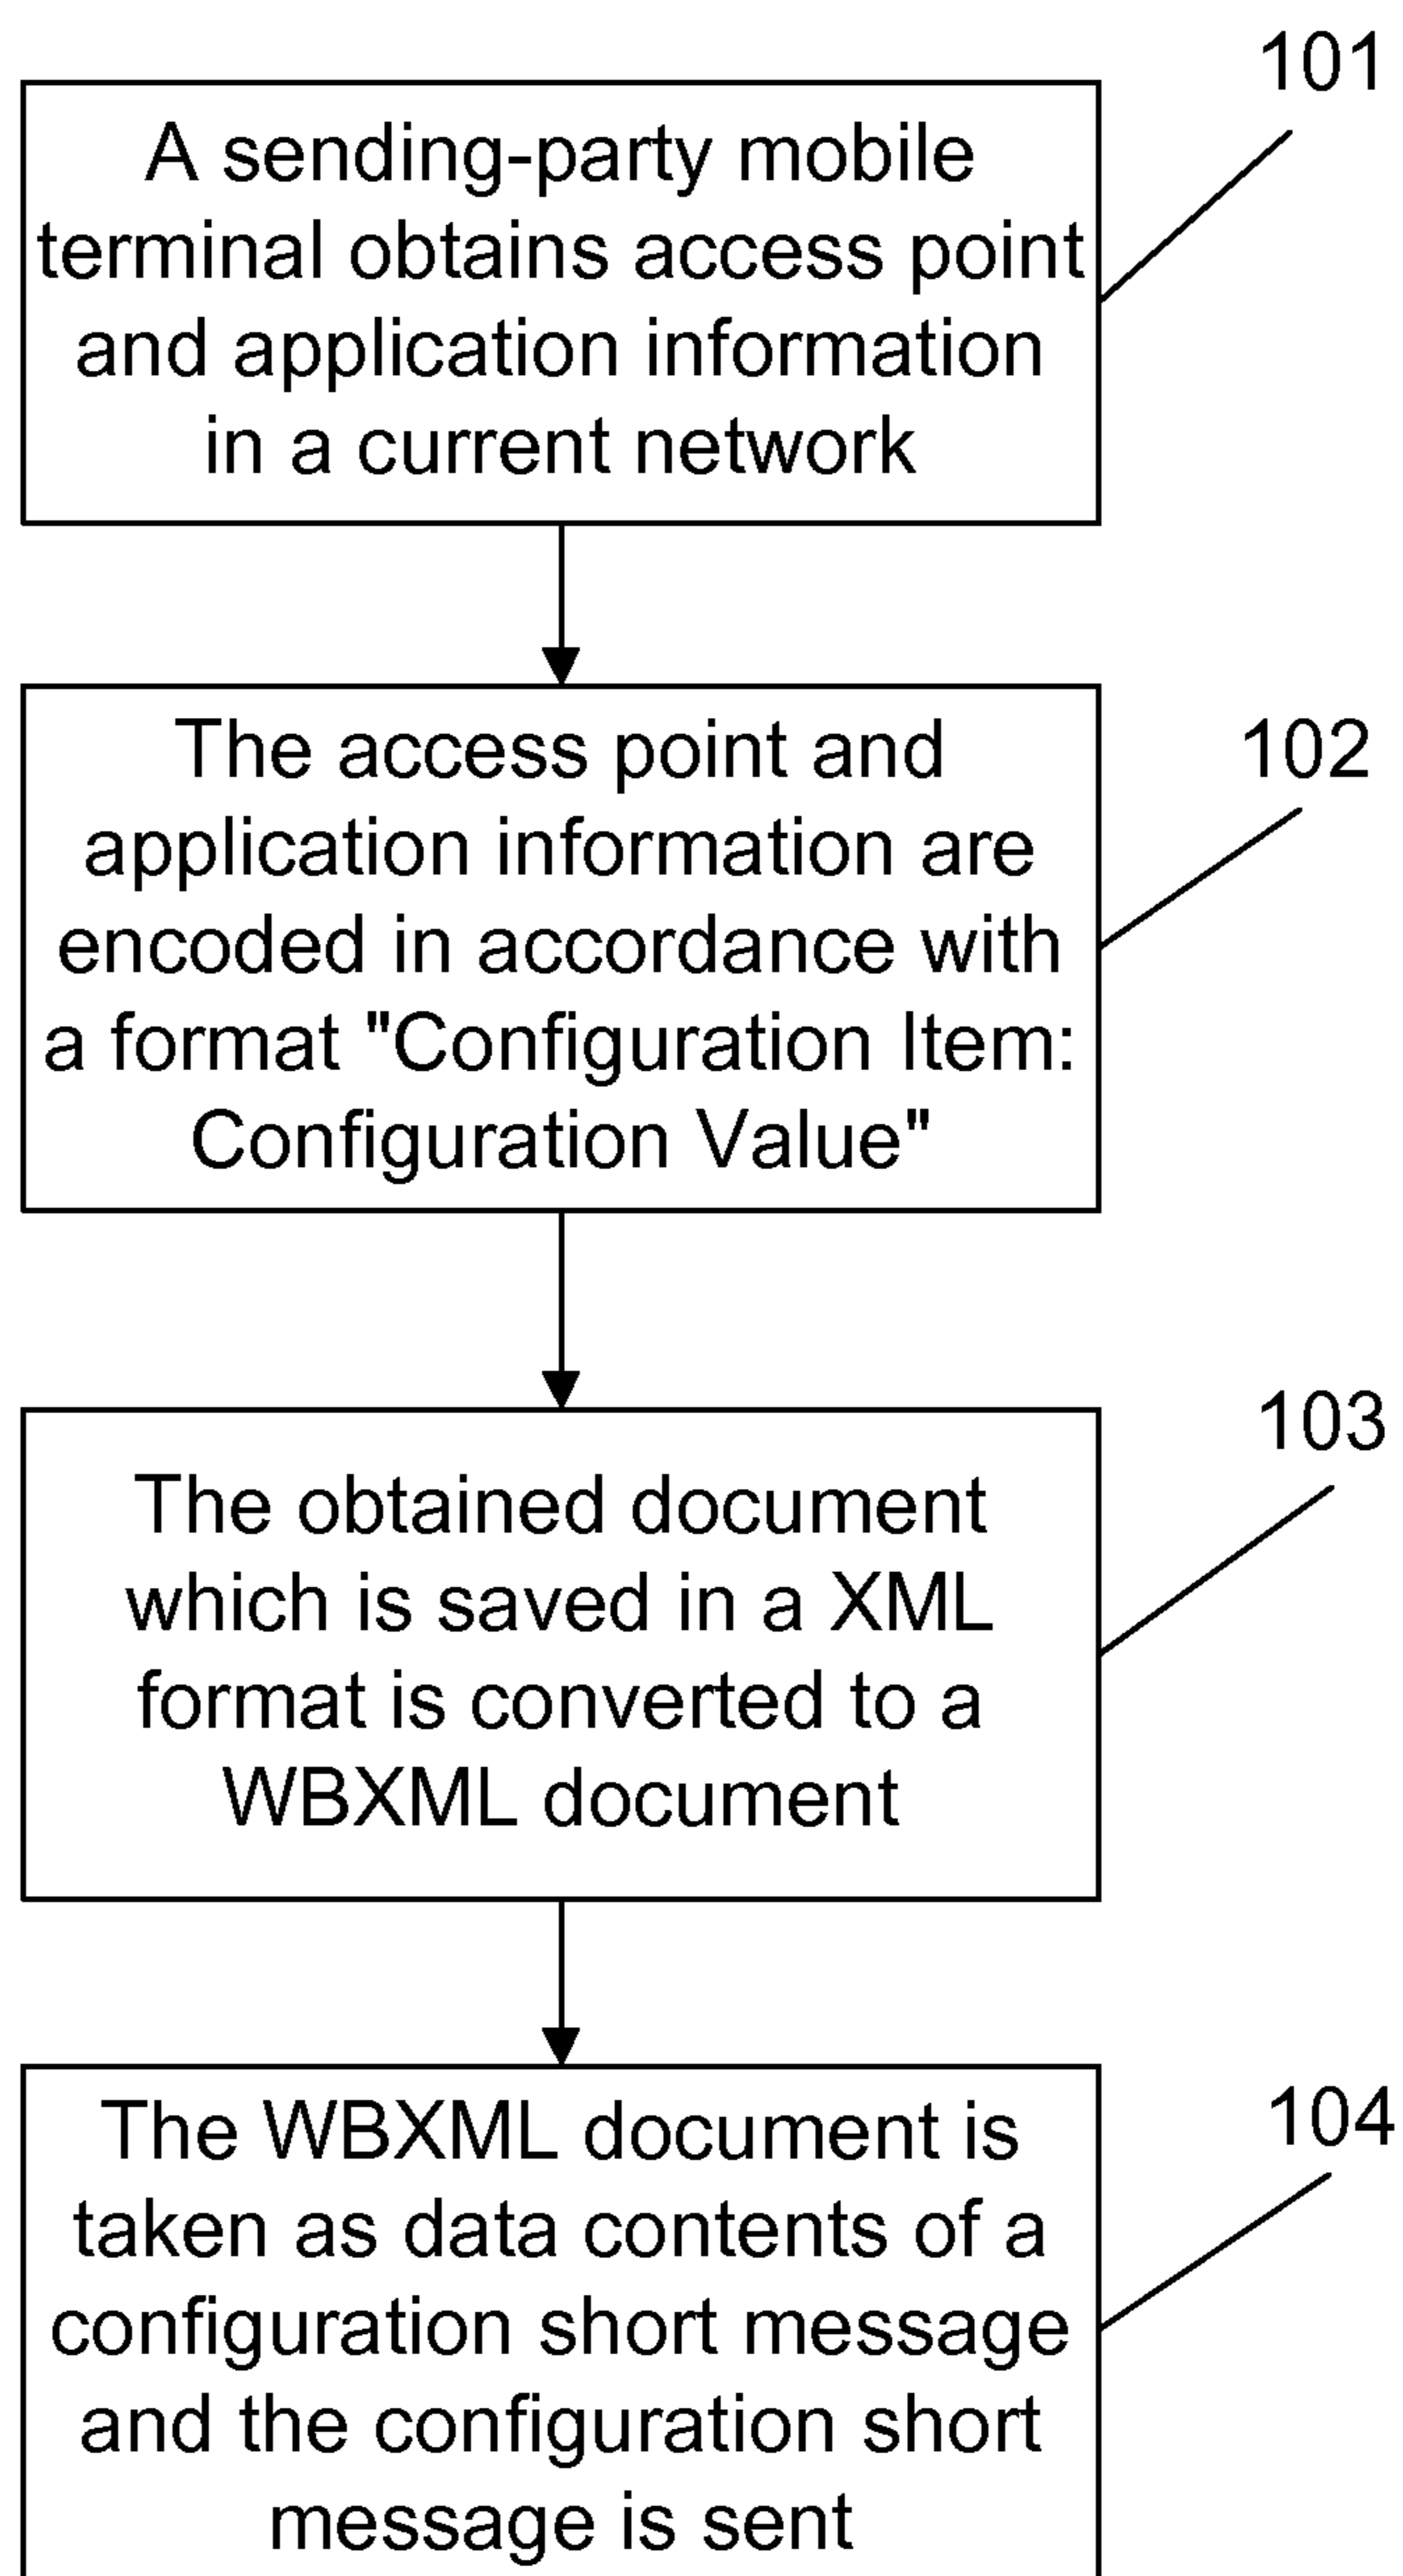 101
A sending-party mobile
terminal obtains access point
and application information
in a current network
102
The access point and
application information are
encoded in accordance with
a format "Configuration Item:
Configuration Value"
103
The obtained document
which is saved in a XML
format is converted to a
WBXML document
104
The WBXML document is
taken as data contents of a
configuration short message
and the configuration short
message is sent